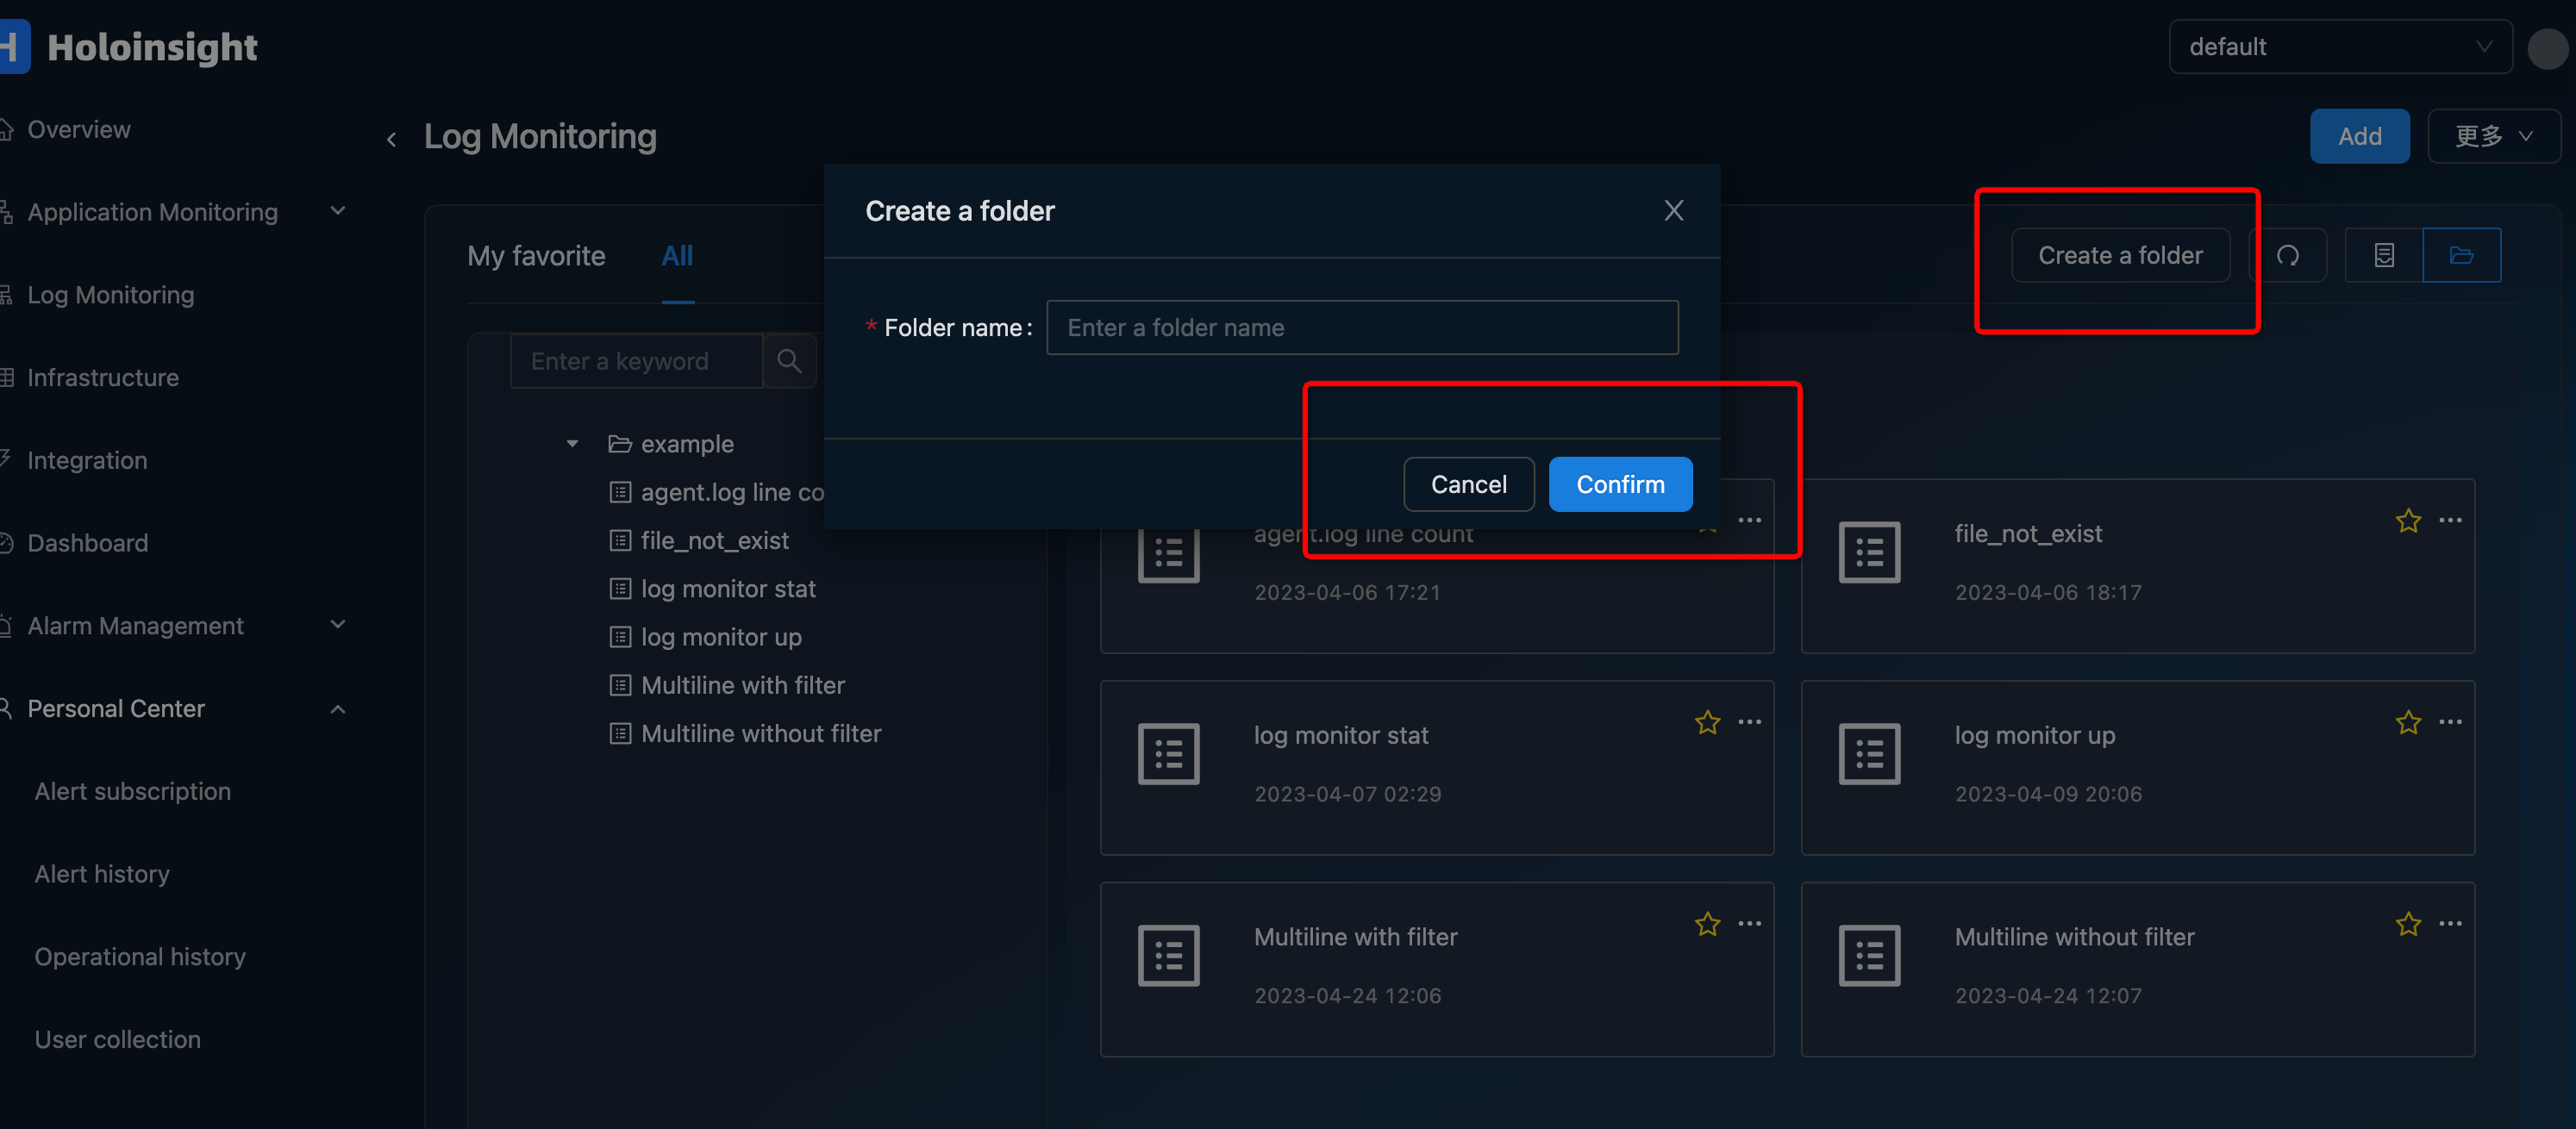 H Holoinsight
default
Overview
Application Monitoring
Log Monitoring
Infrastructure
Integration
Dashboard
Alarm Management
Personal Center
Alert subscription
Alert history
Operational history
User collection
Log Monitoring
Add
更多
My favorite
All
Create a folder
Enter a keyword
example
agent.log line co
file_not_exist
log monitor stat
log monitor up
Multiline with filter
Multiline without filter
Create a folder
* Folder name:
Enter a folder name
Cancel
Confirm
agent.log line count
2023-04-06 17:21
file_not_exist
2023-04-06 18:17
log monitor stat
2023-04-07 02:29
log monitor up
2023-04-09 20:06
Multiline with filter
2023-04-24 12:06
Multiline without filter
2023-04-24 12:07